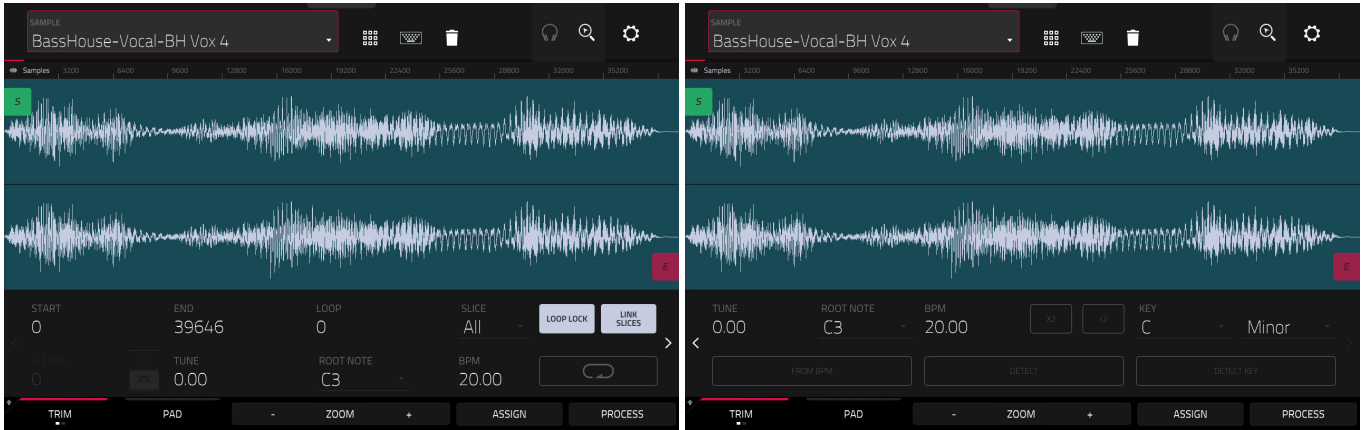 SAMPLE
BassHouse-Vocal-BH Vox 4
Samples 3200 6400 9600 12800 16000 19200 22400 25600 28800 32000 35200
S
E
START END LOOP SLICE
0 39646 0 All LOOP LOCK LINK SLICES
X-FADE TUNE ROOT NOTE BPM
0 0.00 C3 20.00
TRIM PAD - ZOOM + ASSIGN PROCESS
SAMPLE
BassHouse-Vocal-BH Vox 4
Samples 3200 6400 9600 12800 16000 19200 22400 25600 28800 32000 35200
S
E
TUNE ROOT NOTE BPM X2 /2 KEY
0.00 C3 20.00 C Minor
FROM BPM DETECT DETECT KEY
TRIM PAD - ZOOM + ASSIGN PROCESS